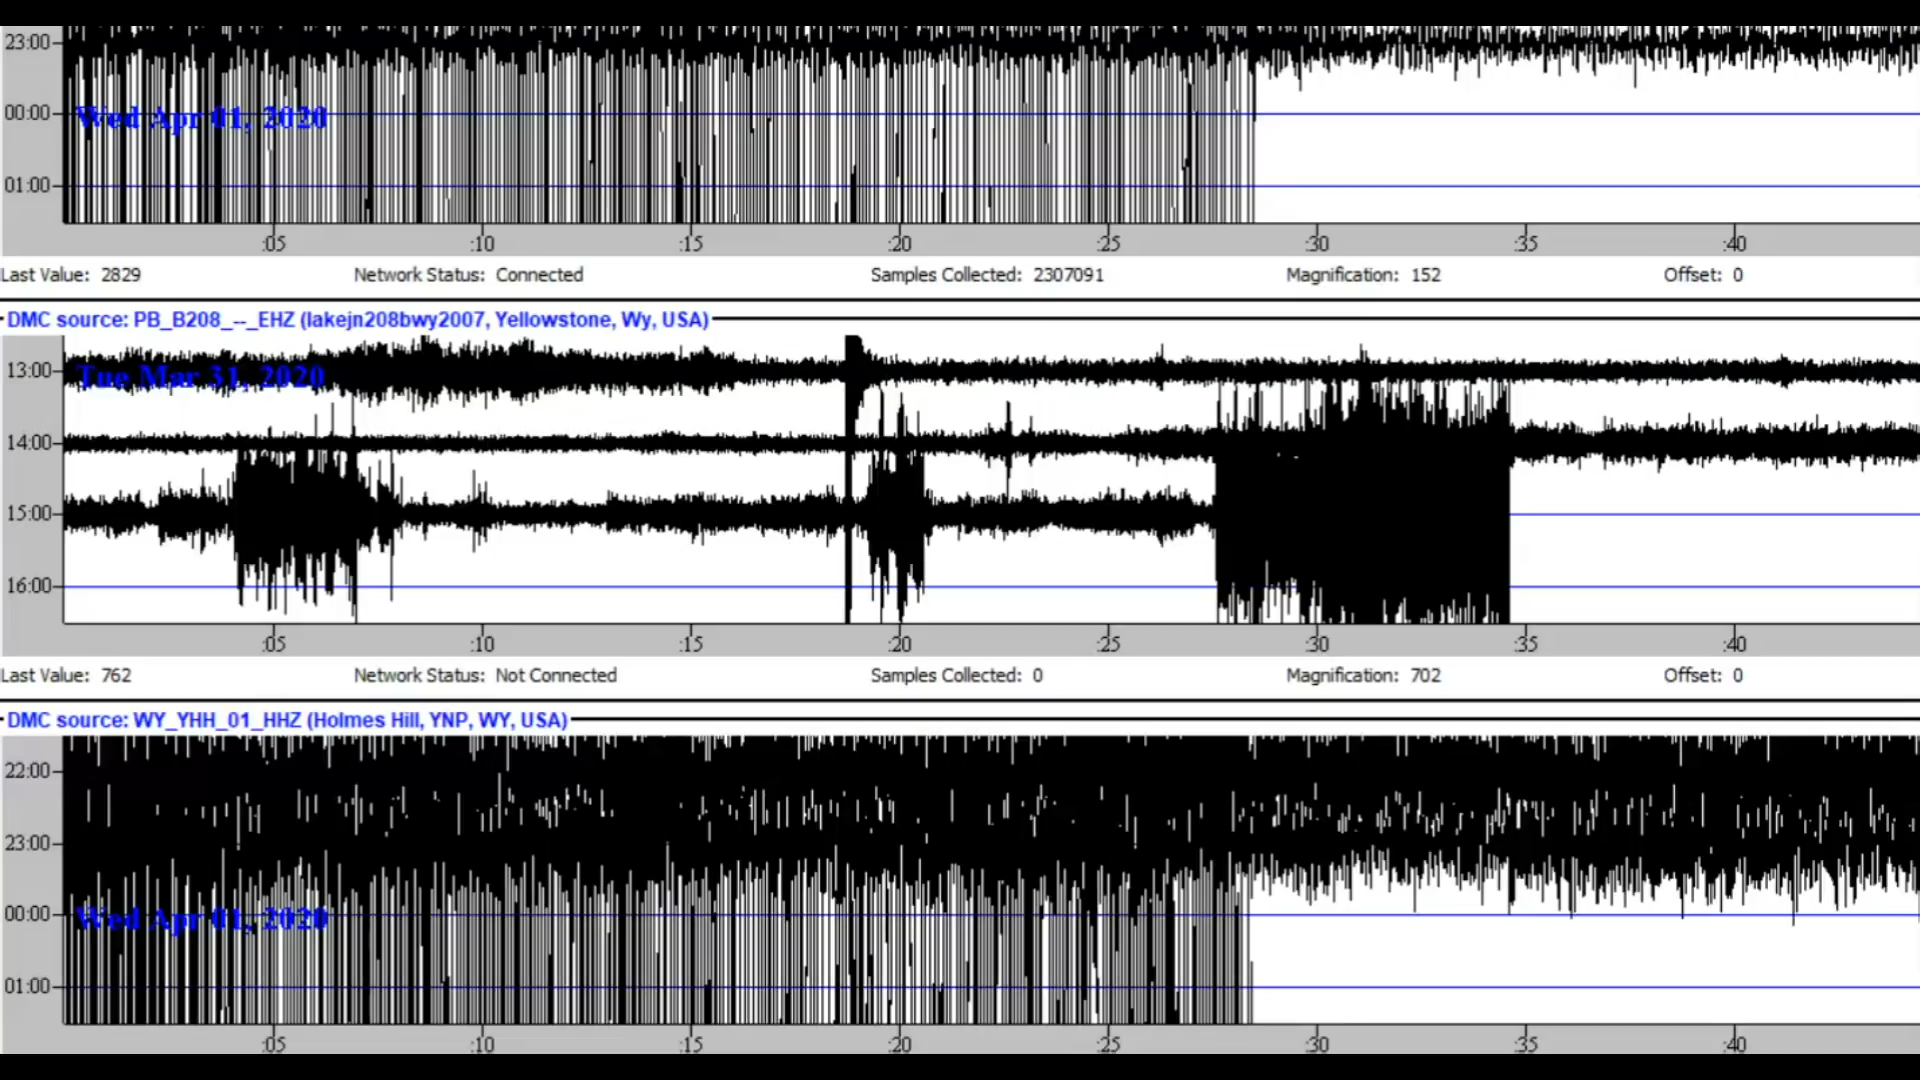 23:00
00:00 Wed Apr 01, 2020
01:00
:05 :10 :15 :20 :25 :30 :35 :40
Last Value: 2829 Network Status: Connected Samples Collected: 2307091 Magnification: 152 Offset: 0
DMC source: PB_B208_--_EHZ (lakejn208bwy2007, Yellowstone, Wy, USA)
13:00 Tue Mar 31, 2020
14:00
15:00
16:00
:05 :10 :15 :20 :25 :30 :35 :40
Last Value: 762 Network Status: Not Connected Samples Collected: 0 Magnification: 702 Offset: 0
DMC source: WY_YHH_01_HHZ (Holmes Hill, YNP, WY, USA)
22:00
23:00
00:00 Wed Apr 01, 2020
01:00
:05 :10 :15 :20 :25 :30 :35 :40